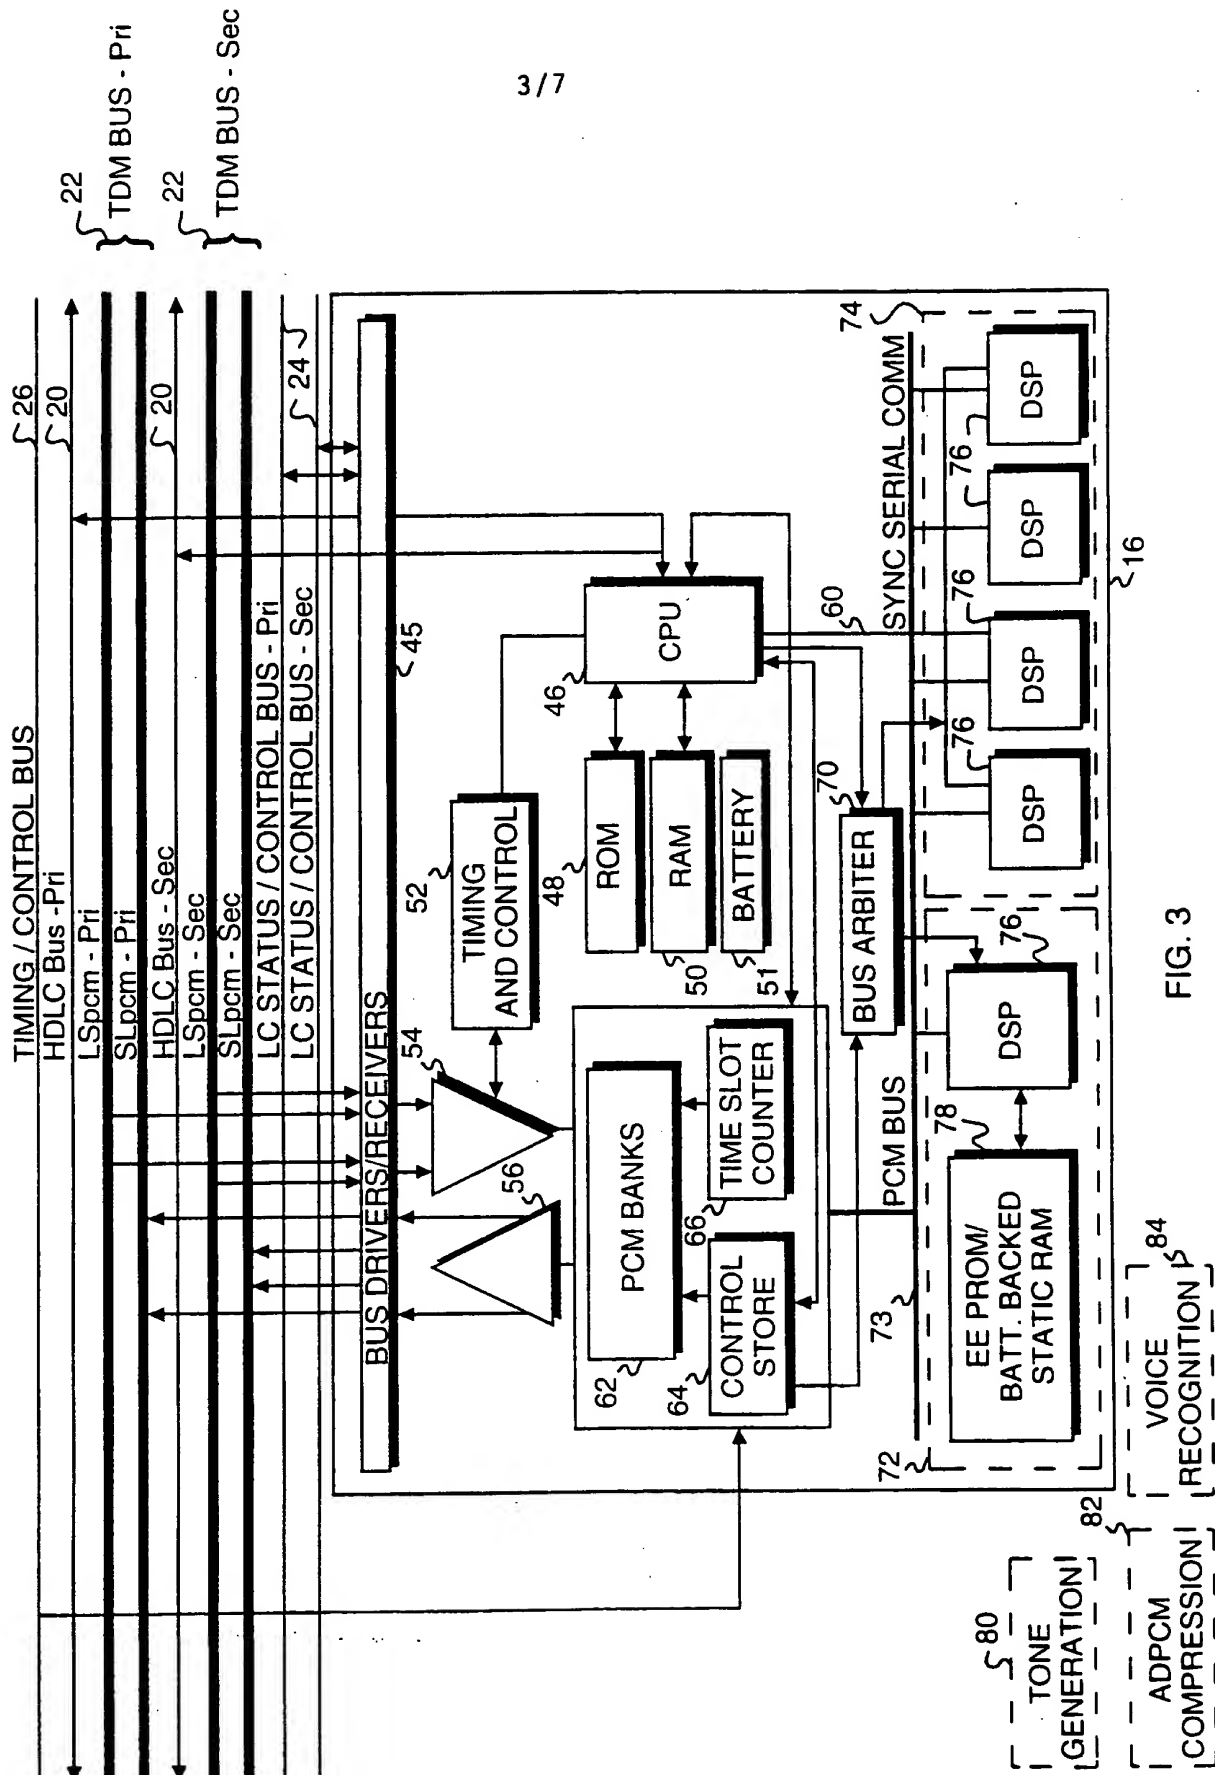 3/7
TIMING / CONTROL BUS
26
HDLC Bus -Pri
20
LSpcm - Pri
SLpcm - Pri
22
TDM BUS - Pri
HDLC Bus - Sec
20
LSpcm - Sec
SLpcm - Sec
22
TDM BUS - Sec
LC STATUS / CONTROL BUS - Pri
LC STATUS / CONTROL BUS - Sec
24
BUS DRIVERS/RECEIVERS
45
54
56
52
TIMING
AND CONTROL
46
CPU
48
ROM
50
RAM
51
BATTERY
62
PCM BANKS
64
CONTROL
STORE
66
TIME SLOT
COUNTER
60
70
BUS ARBITER
73
PCM BUS
SYNC SERIAL COMM
74
72
EE PROM/
BATT. BACKED
STATIC RAM
78
DSP
76
DSP
76
DSP
76
DSP
76
DSP
76
16
80
TONE
GENERATION
82
ADPCM
COMPRESSION
84
VOICE
RECOGNITION
FIG. 3